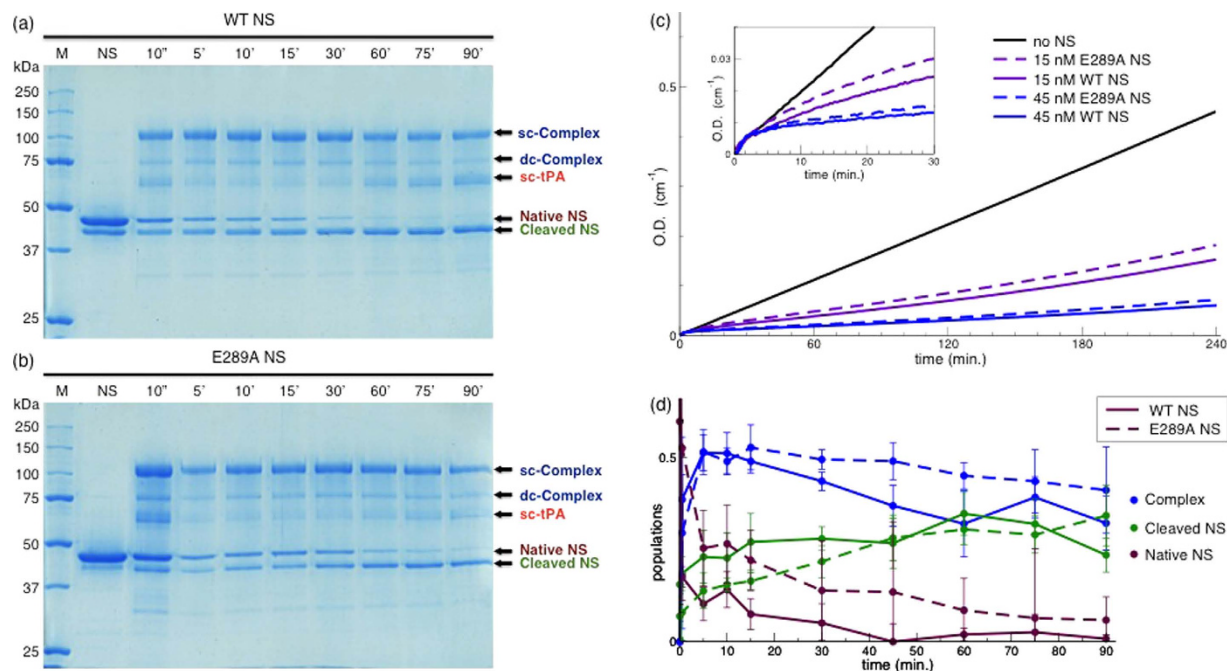 (a)
WT NS
M NS 10" 5' 10' 15' 30' 60' 75' 90'
kDa
250
150
100
75
50
37
25
sc-Complex
dc-Complex
sc-tPA
Native NS
Cleaved NS
(b)
E289A NS
M NS 10" 5' 10' 15' 30' 60' 75' 90'
kDa
250
150
100
75
50
37
25
sc-Complex
dc-Complex
sc-tPA
Native NS
Cleaved NS
(c)
0.5
0
O.D. (cm⁻¹)
0 60 120 180 240
time (min.)
0.03
0
O.D. (cm⁻¹)
0 10 20 30
time (min.)
no NS
15 nM E289A NS
15 nM WT NS
45 nM E289A NS
45 nM WT NS
(d)
WT NS
E289A NS
0.5
0
populations
0 10 20 30 40 50 60 70 80 90
time (min.)
Complex
Cleaved NS
Native NS